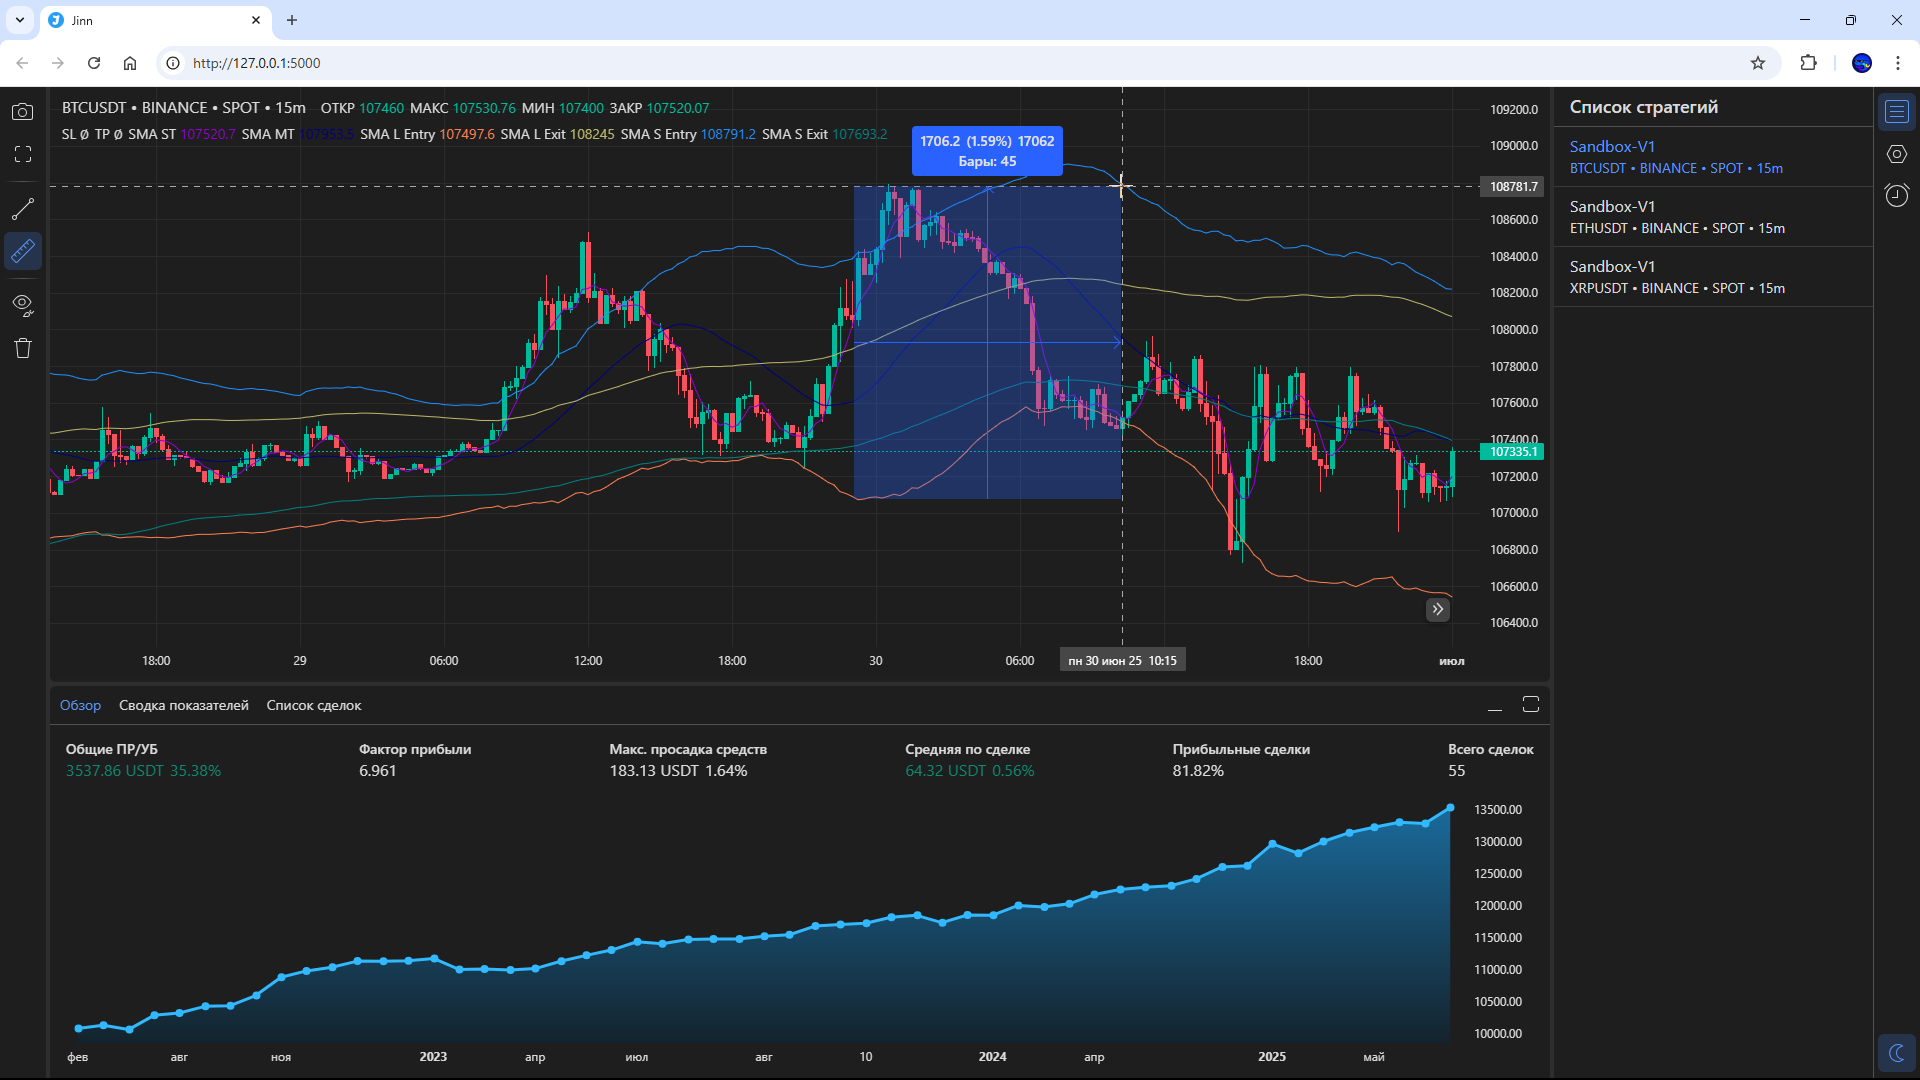 Jinn
http://127.0.0.1:5000
BTCUSDT • BINANCE • SPOT • 15m ОТКР 107460 МАКС 107530.76 МИН 107400 ЗАКР 107520.07
SL Ø TP Ø SMA ST 107520.7 SMA MT 107953.5 SMA L Entry 107497.6 SMA L Exit 108245 SMA S Entry 108791.2 SMA S Exit 107693.2
1706.2 (1.59%) 17062
Бары: 45
109200.0
109000.0
108781.7
108600.0
108400.0
108200.0
108000.0
107800.0
107600.0
107400.0
107335.1
107200.0
107000.0
106800.0
106600.0
106400.0
18:00 29 06:00 12:00 18:00 30 06:00 пн 30 июн 25 10:15 18:00 июл
Список стратегий
Sandbox-V1
BTCUSDT • BINANCE • SPOT • 15m
Sandbox-V1
ETHUSDT • BINANCE • SPOT • 15m
Sandbox-V1
XRPUSDT • BINANCE • SPOT • 15m
Обзор Сводка показателей Список сделок
Общие ПР/УБ Фактор прибыли Макс. просадка средств Средняя по сделке Прибыльные сделки Всего сделок
3537.86 USDT 35.38% 6.961 183.13 USDT 1.64% 64.32 USDT 0.56% 81.82% 55
13500.00
13000.00
12500.00
12000.00
11500.00
11000.00
10500.00
10000.00
фев авг ноя 2023 апр июл авг 10 2024 апр 2025 май